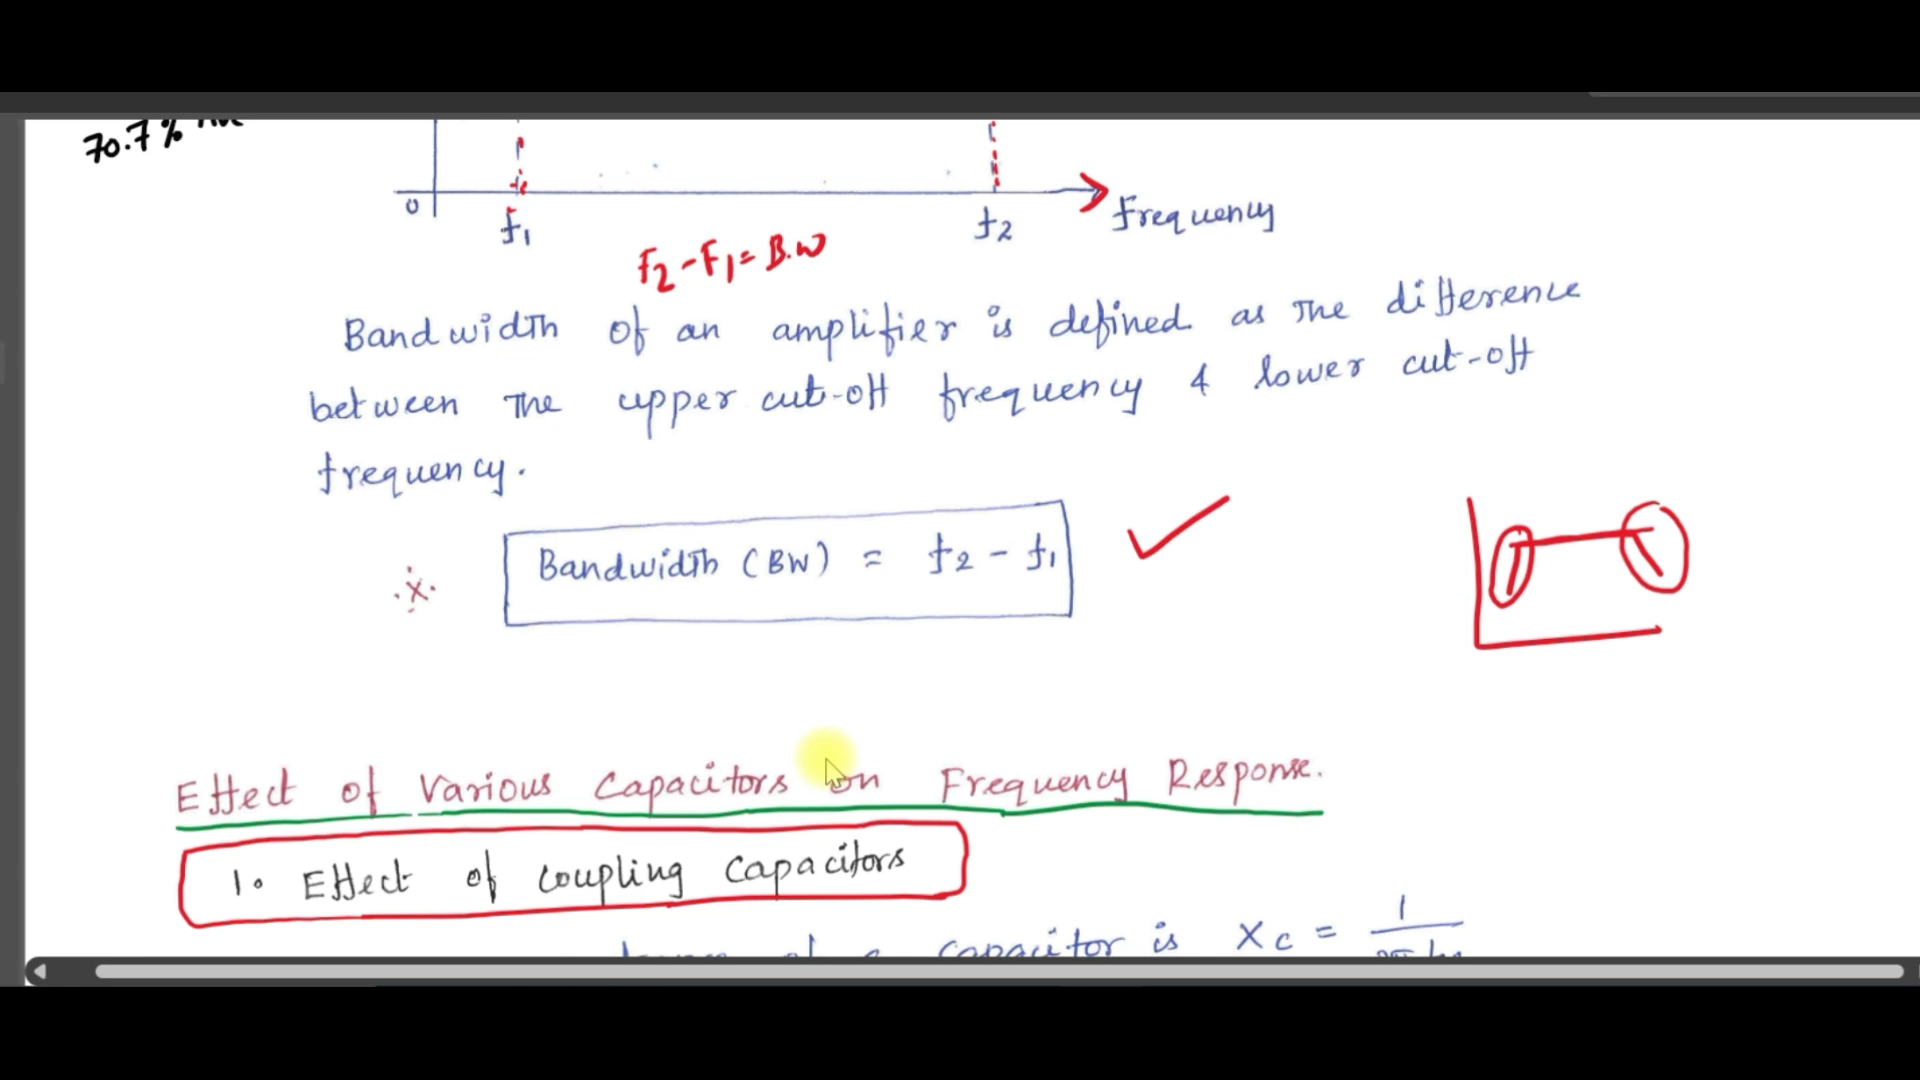 70.7%
0 f1 f2 Frequency
F2-F1= B.W
Bandwidth of an amplifier is defined as The difference
between The upper cut-off frequency & lower cut-off
frequency.
x Bandwidth (BW) = f2 - f1
Effect of Various Capacitors on Frequency Response.
1. Effect of Coupling Capacitors
capacitor is Xc = 1